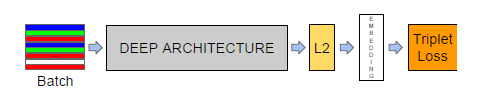 Batch
DEEP ARCHITECTURE
L2
EMBEDDING
Triplet
Loss